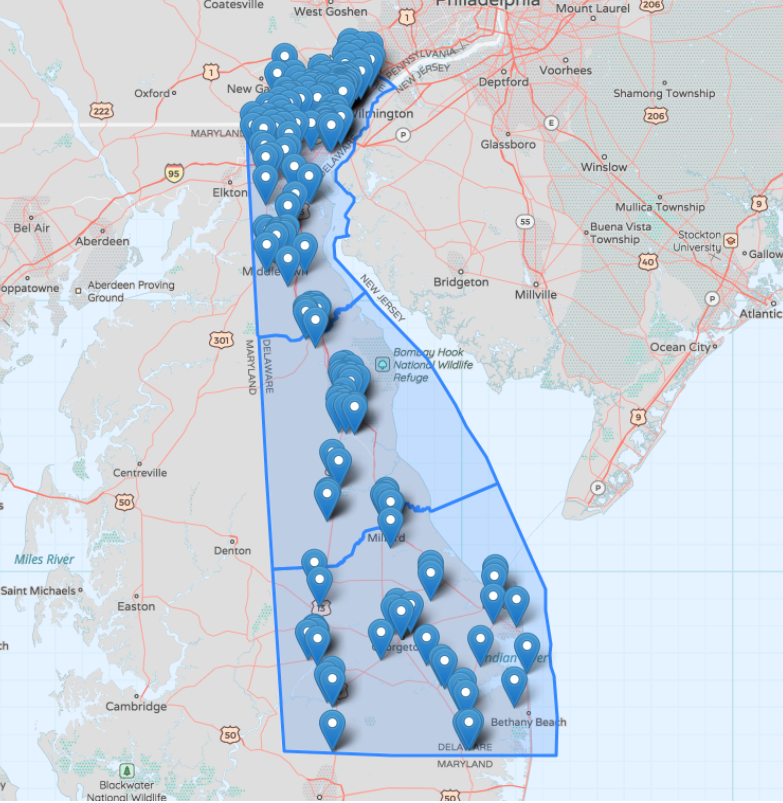 Coatesville
West Goshen
Philadelphia
Mount Laurel
206
1
PENNSYLVANIA
NEW JERSEY
Voorhees
1
Deptford
Oxford
New Ga
Shamong Township
222
206
Wilmington
E
MARYLAND
P
Glassboro
DELAWARE
Winslow
95
Elkton
Mullica Township
9
Bel Air
55
Buena Vista
Township
Stockton
University
Aberdeen
40
Gallow
Middletown
Bridgeton
oppatowne
Aberdeen Proving
Ground
NEW JERSEY
Millville
P
Atlantic
301
MARYLAND
DELAWARE
Ocean City
Bombay Hook
National Wildlife
Refuge
9
Centreville
P
50
Milford
Miles River
Denton
Saint Michaels
Easton
13
ch
Georgetown
Indian River
Cambridge
50
Bethany Beach
DELAWARE
MARYLAND
Blackwater
National Wildlife
50